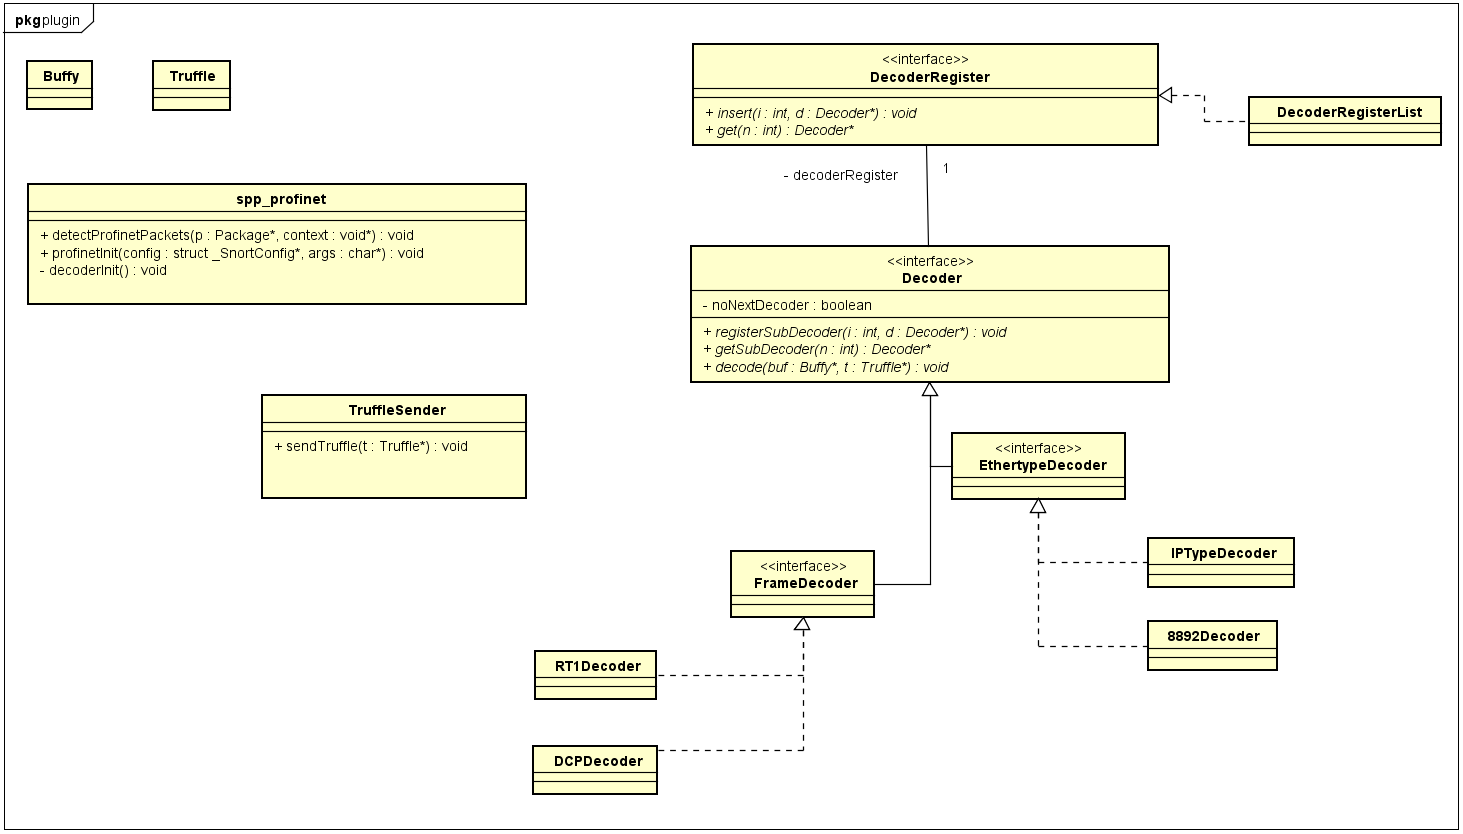 pkg plugin
Buffy
Truffle
<<interface>>
DecoderRegister
+ insert(i : int, d : Decoder*) : void
+ get(n : int) : Decoder*
DecoderRegisterList
- decoderRegister
1
spp_profinet
+ detectProfinetPackets(p : Package*, context : void*) : void
+ profinetInit(config : struct _SnortConfig*, args : char*) : void
- decoderInit() : void
<<interface>>
Decoder
- noNextDecoder : boolean
+ registerSubDecoder(i : int, d : Decoder*) : void
+ getSubDecoder(n : int) : Decoder*
+ decode(buf : Buffy*, t : Truffle*) : void
TruffleSender
+ sendTruffle(t : Truffle*) : void
<<interface>>
EthertypeDecoder
<<interface>>
FrameDecoder
IPTypeDecoder
8892Decoder
RT1Decoder
DCPDecoder